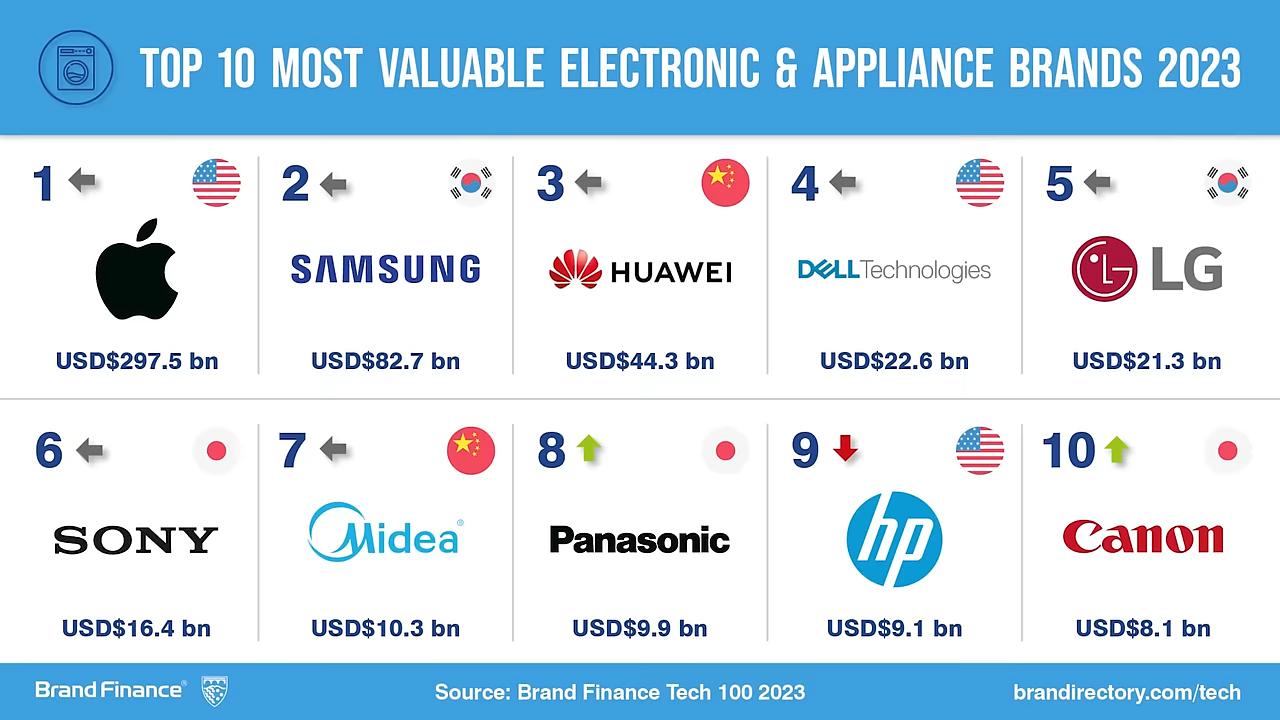 TOP 10 MOST VALUABLE ELECTRONIC & APPLIANCE BRANDS 2023
1
2
3
4
5
SAMSUNG
HUAWEI
DELLTechnologies
LG
LG
USD$297.5 bn
USD$82.7 bn
USD$44.3 bn
USD$22.6 bn
USD$21.3 bn
6
7
8
9
10
SONY
Midea®
Panasonic
hp
Canon
USD$16.4 bn
USD$10.3 bn
USD$9.9 bn
USD$9.1 bn
USD$8.1 bn
Brand Finance®
Source: Brand Finance Tech 100 2023
brandirectory.com/tech